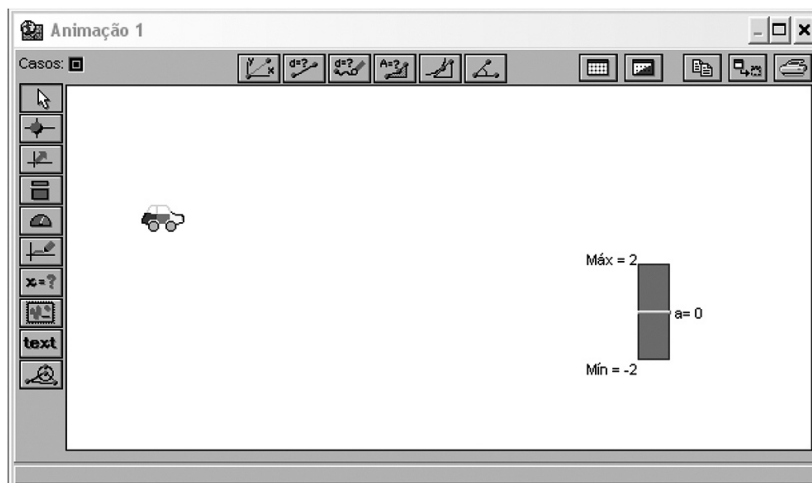 Animação 1
Casos:
y x
d=?
d=?
A=?
Máx = 2
a= 0
Mín = -2
x=?
text